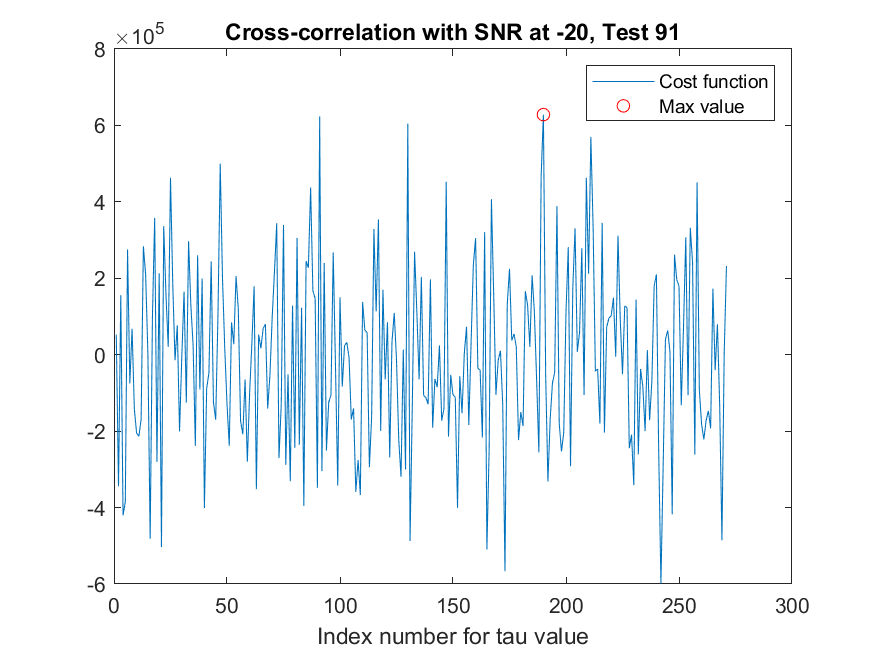 Cross-correlation with SNR at -20, Test 91
×10^5
Cost function
Max value
8
6
4
2
0
-2
-4
-6
0 50 100 150 200 250 300
Index number for tau value